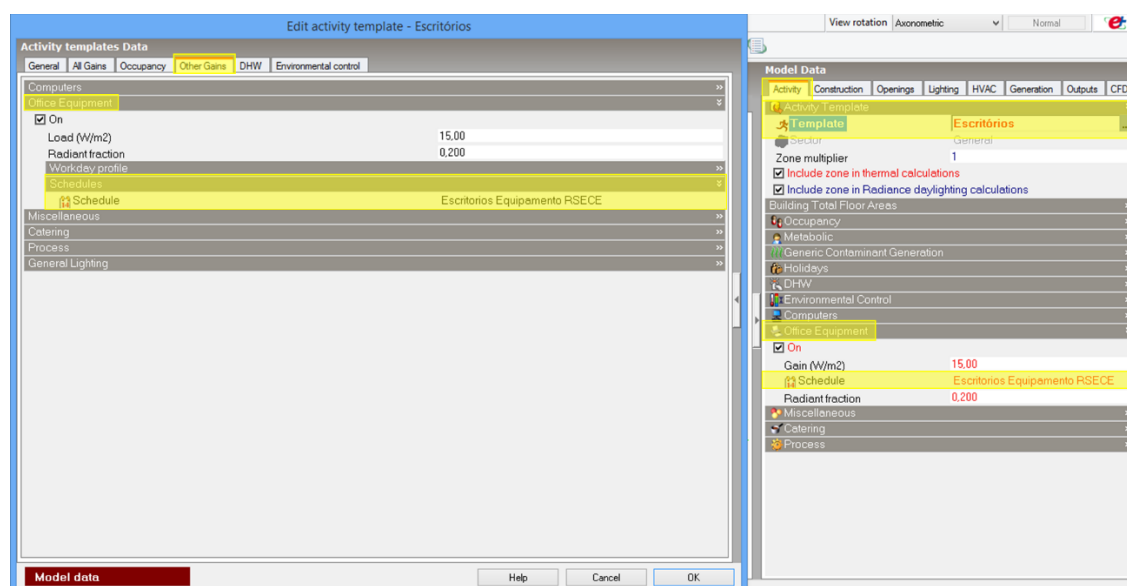 Edit activity template - Escritórios
Activity templates Data
General All Gains Occupancy Other Gains DHW Environmental control
Computers »
Office Equipment
On
Load (W/m2) 15,00
Radiant fraction 0,200
Workday profile »
Schedules
Schedule Escritorios Equipamento RSECE
Miscellaneous »
Catering »
Process »
General Lighting »
Model data
Help Cancel OK
View rotation Axonometric Normal
Model Data
Activity Construction Openings Lighting HVAC Generation Outputs CFD
Activity Template
Template Escritórios
Sector General
Zone multiplier 1
Include zone in thermal calculations
Include zone in Radiance daylighting calculations
Building Total Floor Areas
Occupancy
Metabolic
Generic Contaminant Generation
Holidays
DHW
Environmental Control
Computers
Office Equipment
On
Gain (W/m2) 15,00
Schedule Escritorios Equipamento RSECE
Radiant fraction 0,200
Miscellaneous
Catering
Process